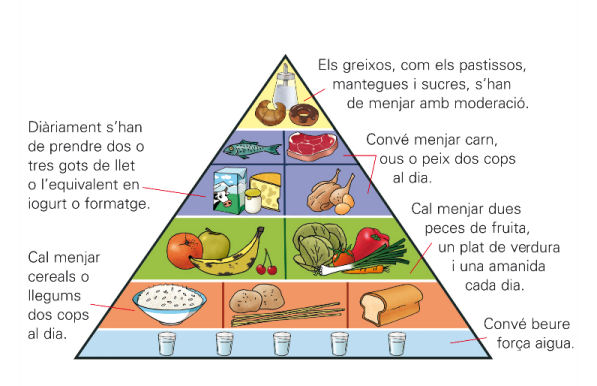 Els greixos, com els pastissos,
mantegues i sucres, s'han
de menjar amb moderació.
Diàriament s'han
de prendre dos o
tres gots de llet
o l'equivalent en
iogurt o formatge.
Convé menjar carn,
ous o peix dos cops
al dia.
Cal menjar dues
peces de fruita,
un plat de verdura
i una amanida
cada dia.
Cal menjar
cereals o
llegums
dos cops
al dia.
Convé beure
força aigua.